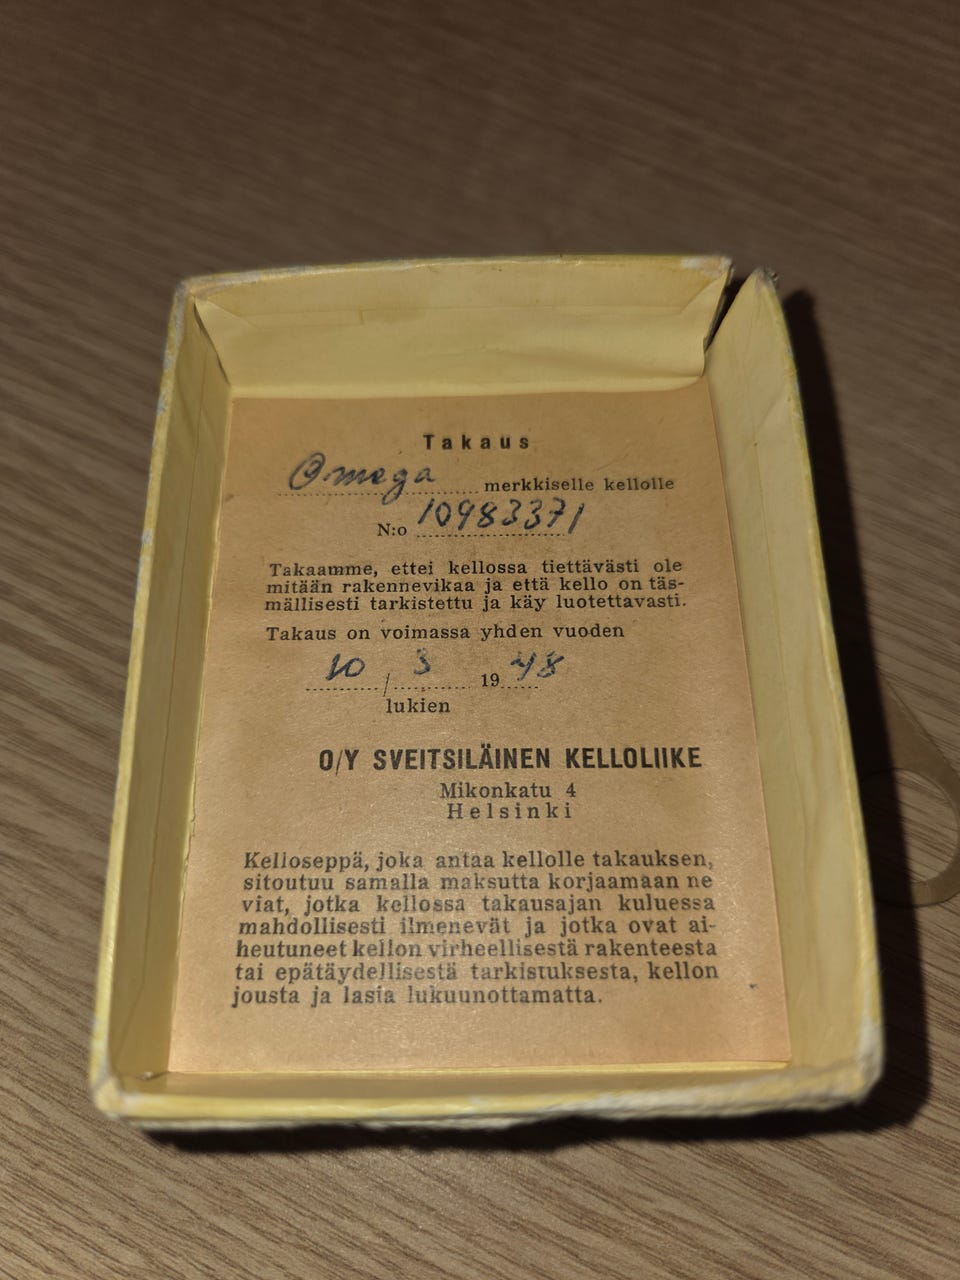 Takaus
Omega merkkiselle kellolle
N:o 10983371
Takaamme, ettei kellossa tiettävästi ole
mitään rakennevikaa ja että kello on täs-
mällisesti tarkistettu ja käy luotettavasti.
Takaus on voimassa yhden vuoden
10 / 3 1948
lukien
O/Y SVEITSILÄINEN KELLOLIIKE
Mikonkatu 4
Helsinki
Kelloseppä, joka antaa kellolle takauksen,
sitoutuu samalla maksutta korjaamaan ne
viat, jotka kellossa takausajan kuluessa
mahdollisesti ilmenevät ja jotka ovat ai-
heutuneet kellon virheellisestä rakenteesta
tai epätäydellisestä tarkistuksesta, kellon
jousta ja lasia lukuunottamatta.